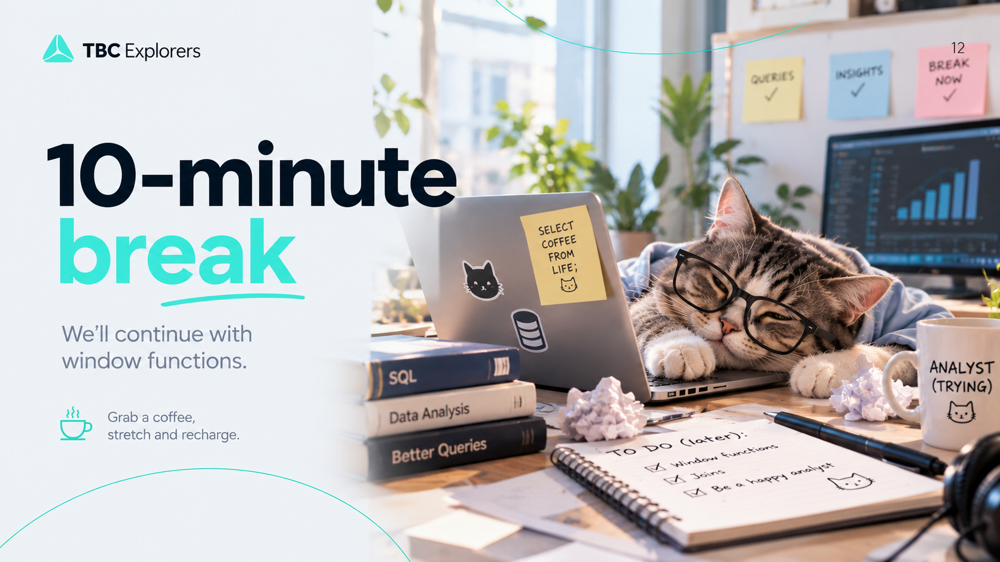 TBC Explorers
12
10-minute
break
We'll continue with
window functions.
Grab a coffee,
stretch and recharge.
QUERIES
INSIGHTS
BREAK
NOW
SELECT
COFFEE
FROM
LIFE;
SQL
Data Analysis
Better Queries
ANALYST
(TRYING)
TO DO (later):
Window functions
Joins
Be a happy analyst